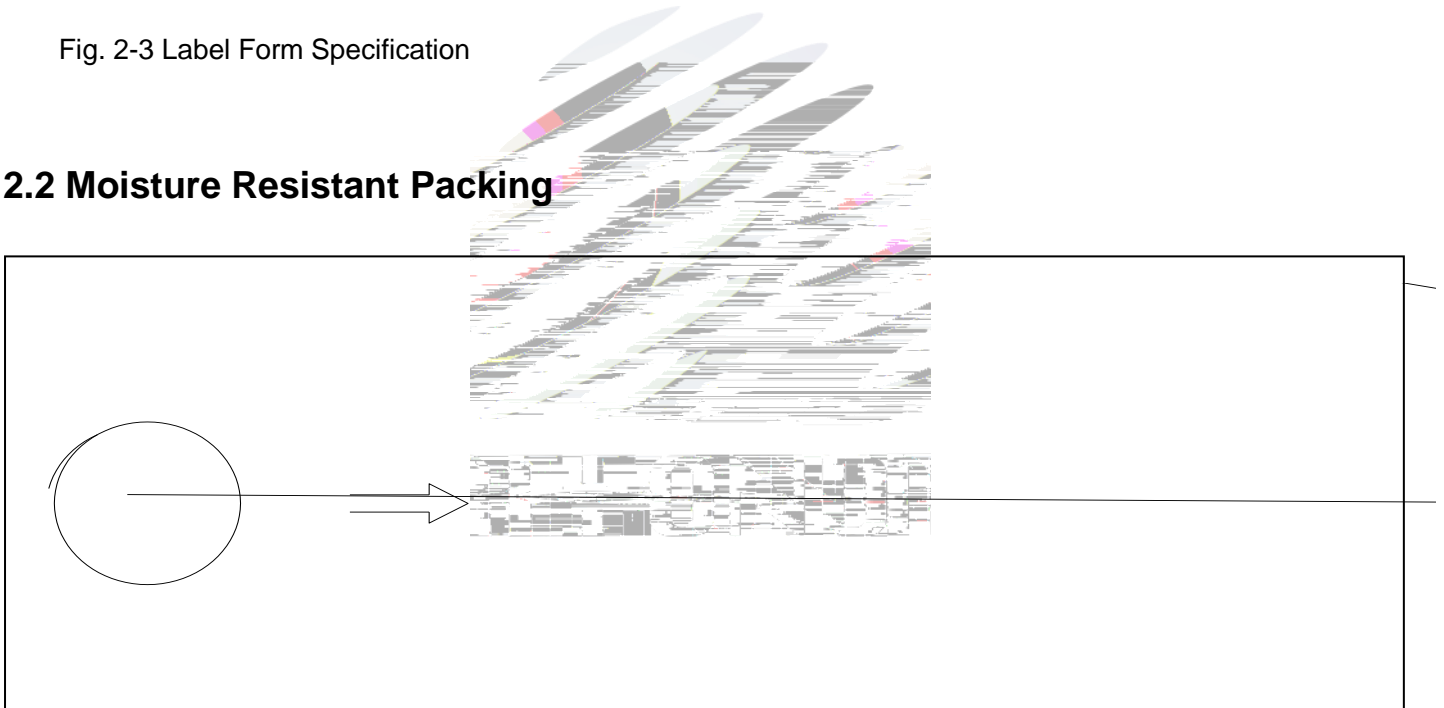 Fig. 2-3 Label Form Specification
2.2 Moisture Resistant Packing